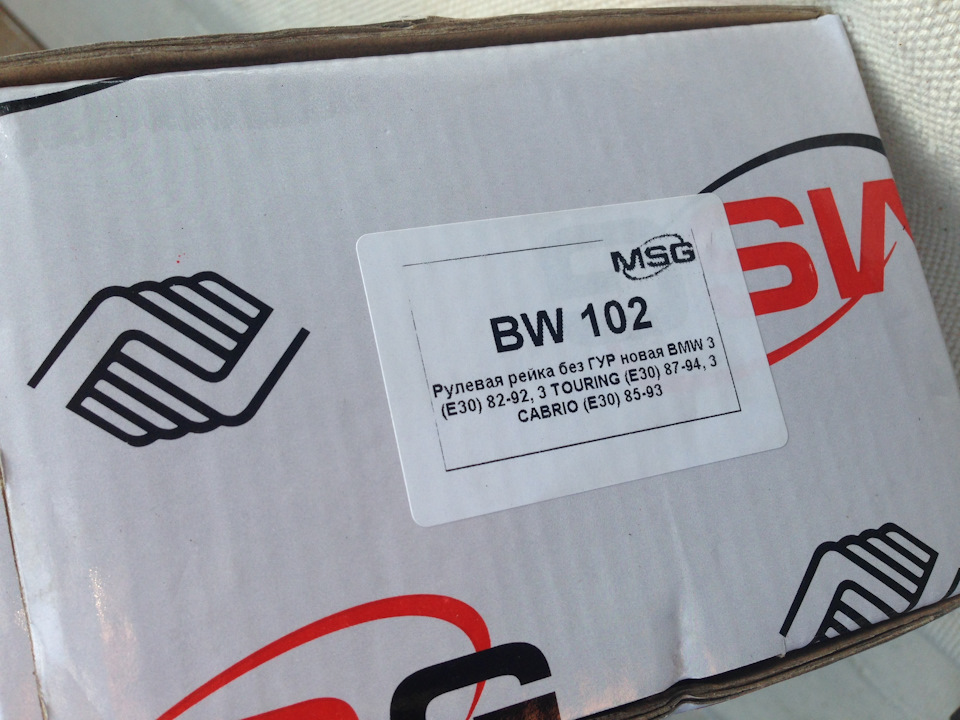 MSG
BW 102
Рулевая рейка без ГУР новая BMW 3
(E30) 82-92, 3 TOURING (E30) 87-94, 3
CABRIO (E30) 85-93